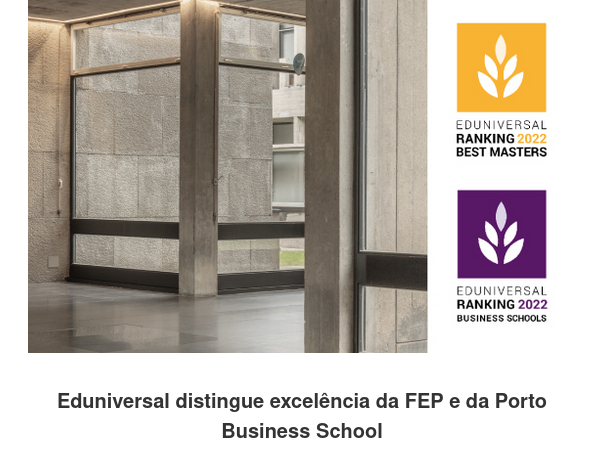 EDUNIVERSAL
RANKING 2022
BEST MASTERS
EDUNIVERSAL
RANKING 2022
BUSINESS SCHOOLS
Eduniversal distingue excelência da FEP e da Porto
Business School